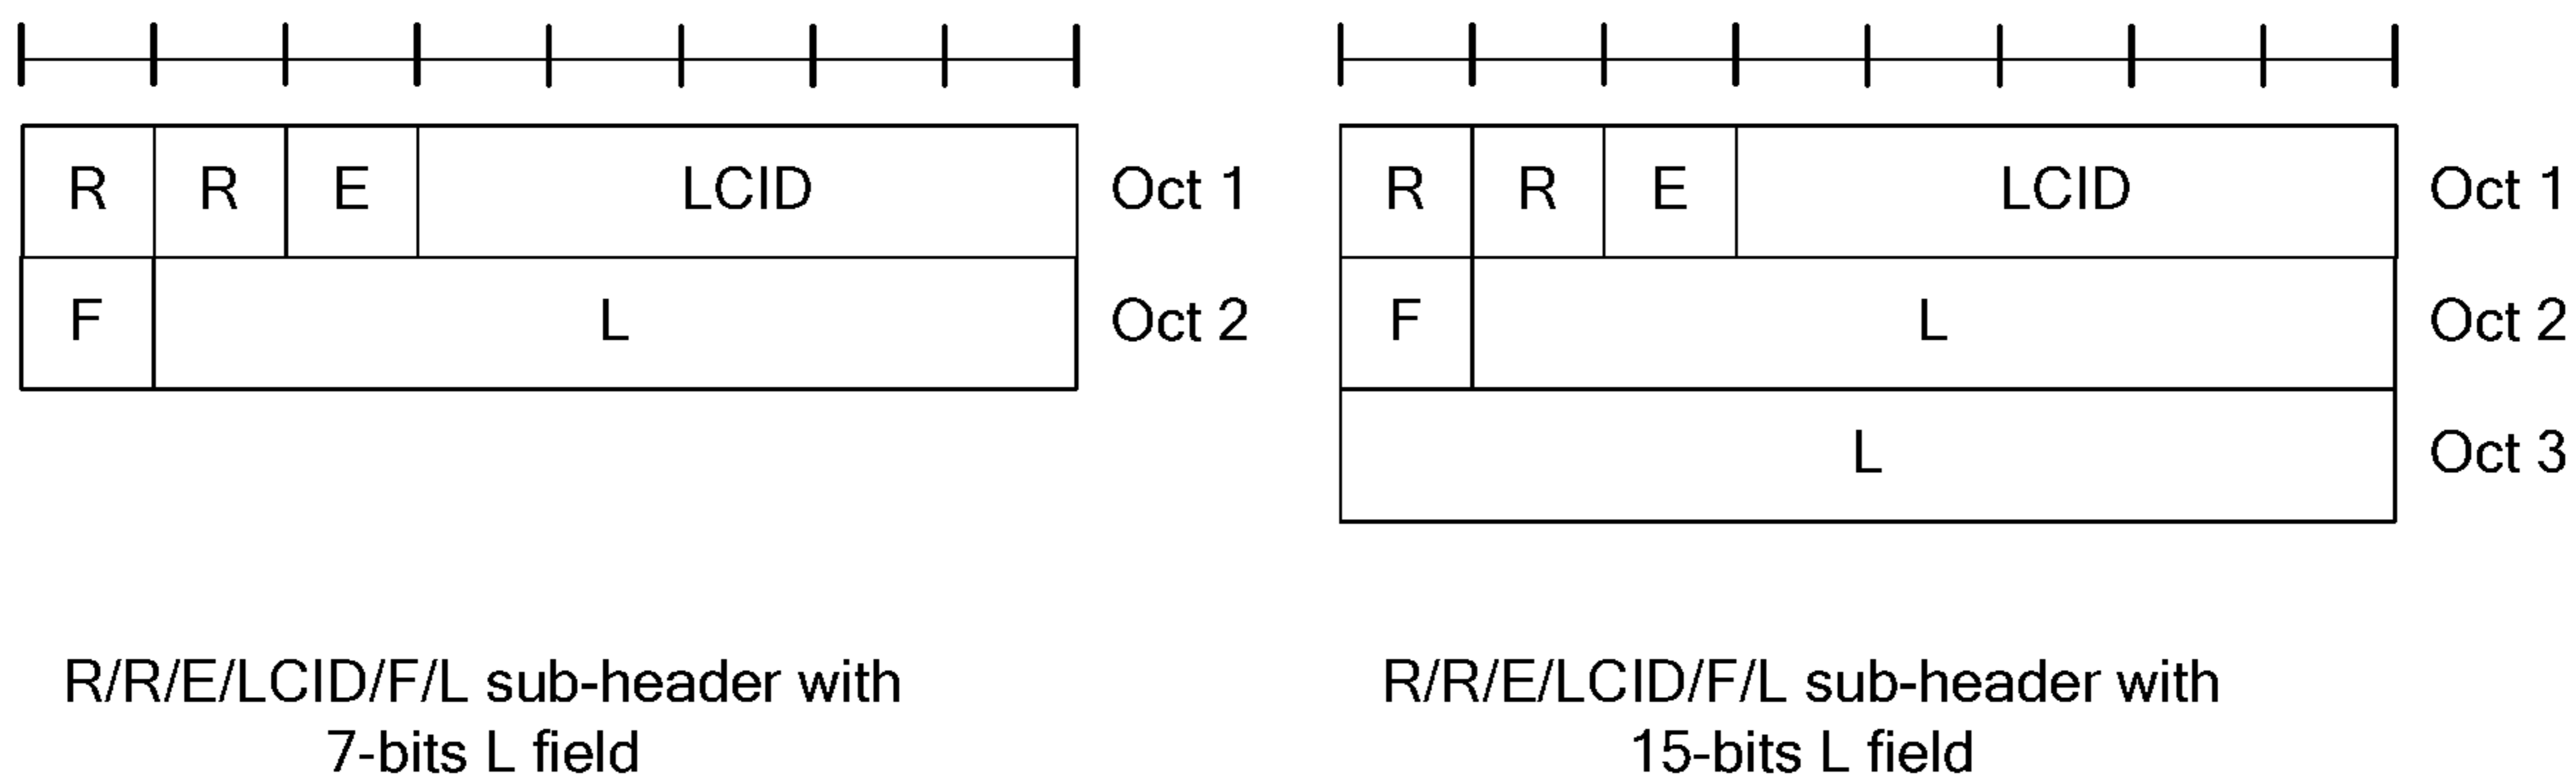 R R E LCID Oct 1
F L Oct 2
R/R/E/LCID/F/L sub-header with
7-bits L field
R R E LCID Oct 1
F L Oct 2
L Oct 3
R/R/E/LCID/F/L sub-header with
15-bits L field